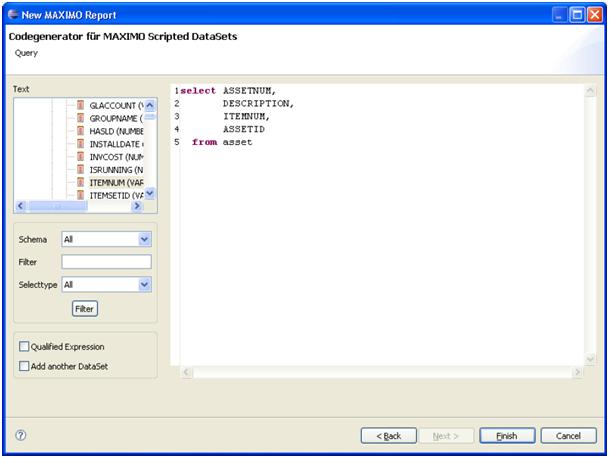 New MAXIMO Report
Codegenerator für MAXIMO Scripted DataSets
Query
Text
GLACCOUNT (V
GROUPNAME (
HASLD (NUMBE
INSTALLDATE
INVCOST (NUM
ISRUNNING (N
ITEMNUM (VAR
ITEMSETID (VA
Schema All
Filter
Selecttype All
Filter
Qualified Expression
Add another DataSet
1 select ASSETNUM,
2 DESCRIPTION,
3 ITEMNUM,
4 ASSETID
5 from asset
?
< Back
Next >
Finish
Cancel